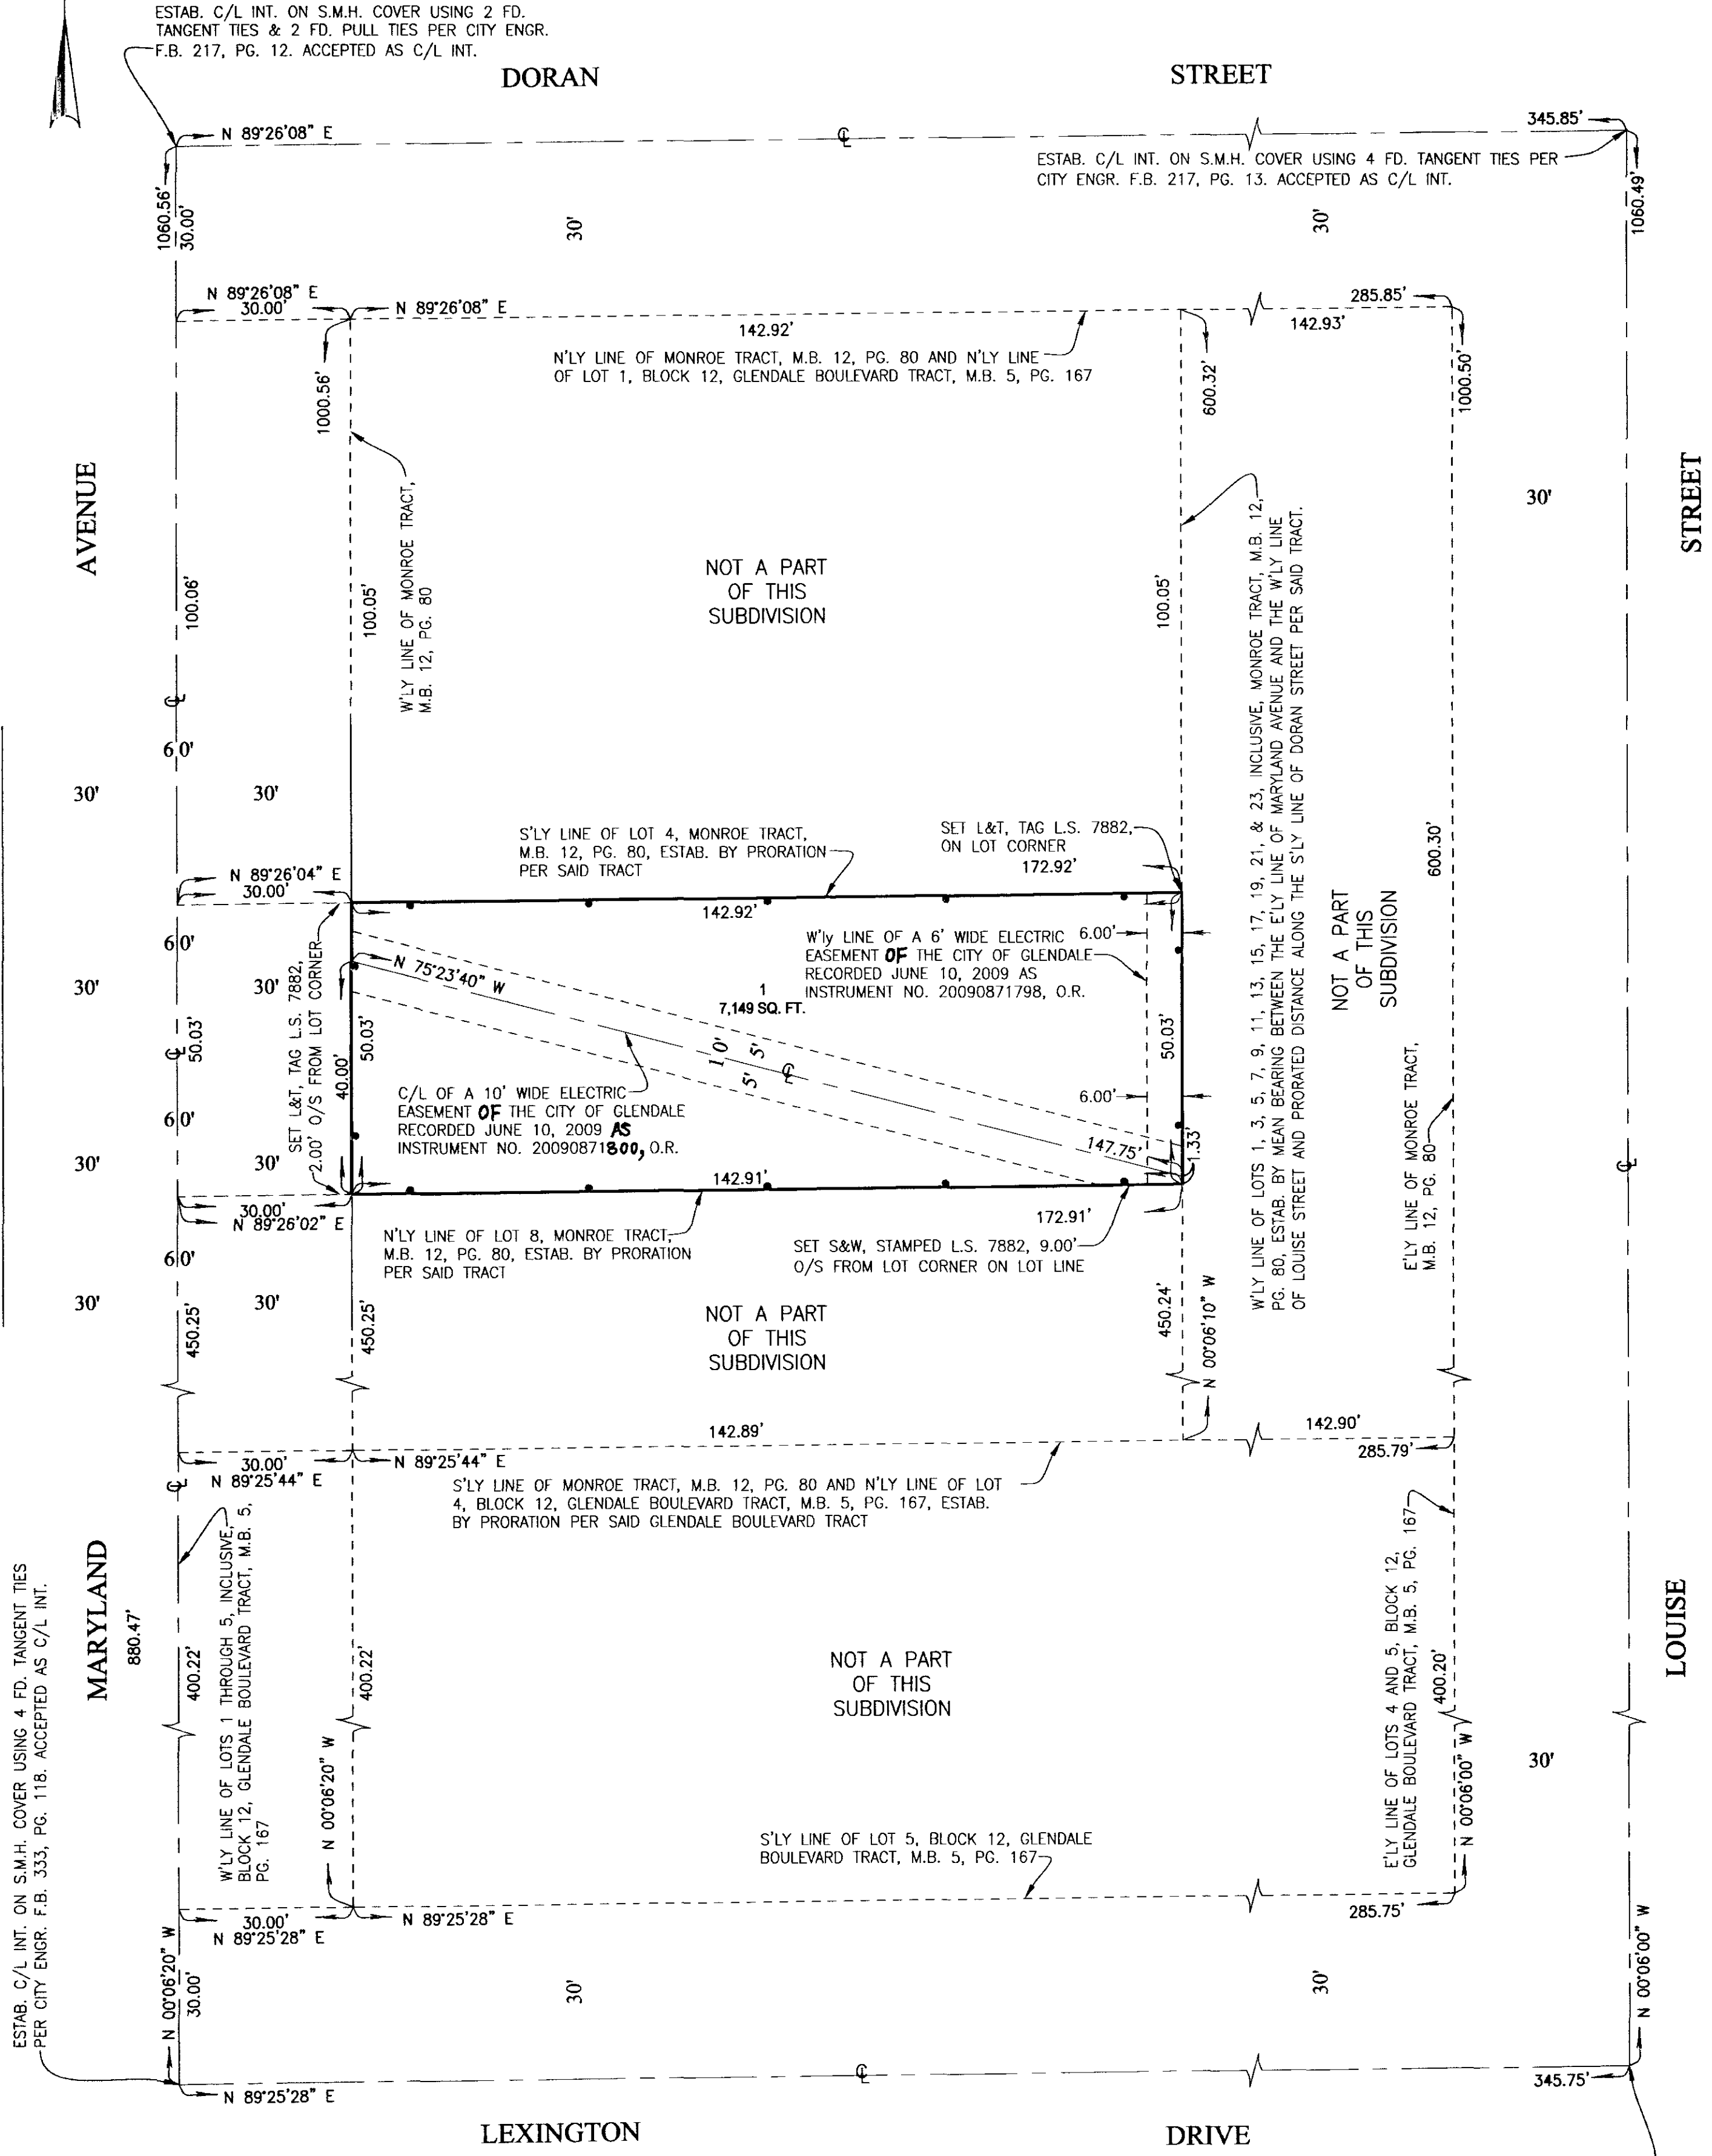 ESTAB. C/L INT. ON S.M.H. COVER USING 2 FD.
TANGENT TIES & 2 FD. PULL TIES PER CITY ENGR.
F.B. 217, PG. 12. ACCEPTED AS C/L INT.
DORAN
STREET
N 89°26'08" E
℄
345.85'
ESTAB. C/L INT. ON S.M.H. COVER USING 4 FD. TANGENT TIES PER
CITY ENGR. F.B. 217, PG. 13. ACCEPTED AS C/L INT.
1060.56'
30.00'
30'
30'
1060.49'
N 89°26'08" E
30.00'
N 89°26'08" E
142.92'
285.85'
142.93'
N'LY LINE OF MONROE TRACT, M.B. 12, PG. 80 AND N'LY LINE
OF LOT 1, BLOCK 12, GLENDALE BOULEVARD TRACT, M.B. 5, PG. 167
1000.56'
600.32'
1000.50'
AVENUE
STREET
30'
W'LY LINE OF MONROE TRACT,
M.B. 12, PG. 80
100.06'
100.05'
NOT A PART
OF THIS
SUBDIVISION
100.05'
W'LY LINE OF LOTS 1, 3, 5, 7, 9, 11, 13, 15, 17, 19, 21, & 23, INCLUSIVE, MONROE TRACT, M.B. 12,
PG. 80, ESTAB. BY MEAN BEARING BETWEEN THE E'LY LINE OF MARYLAND AVENUE AND THE W'LY LINE
OF LOUISE STREET AND PRORATED DISTANCE ALONG THE S'LY LINE OF DORAN STREET PER SAID TRACT.
℄
60'
30'
30'
S'LY LINE OF LOT 4, MONROE TRACT,
M.B. 12, PG. 80, ESTAB. BY PRORATION
PER SAID TRACT
SET L&T, TAG L.S. 7882,
ON LOT CORNER
172.92'
600.30'
N 89°26'04" E
30.00'
142.92'
NOT A PART
OF THIS
SUBDIVISION
60'
30'
30'
SET L&T, TAG L.S. 7882,
2.00' O/S FROM LOT CORNER
N 75°23'40" W
W'ly LINE OF A 6' WIDE ELECTRIC
EASEMENT OF THE CITY OF GLENDALE
RECORDED JUNE 10, 2009 AS
INSTRUMENT NO. 20090871798, O.R.
6.00'
1
7,149 SQ. FT.
50.03'
℄
50.03'
40.00'
10'
5'
5'
℄
50.03'
C/L OF A 10' WIDE ELECTRIC
EASEMENT OF THE CITY OF GLENDALE
RECORDED JUNE 10, 2009 AS
INSTRUMENT NO. 20090871800, O.R.
6.00'
147.75'
1.33'
E'LY LINE OF MONROE TRACT,
M.B. 12, PG. 80
℄
60'
30'
30'
142.91'
30.00'
N 89°26'02" E
172.91'
N'LY LINE OF LOT 8, MONROE TRACT,
M.B. 12, PG. 80, ESTAB. BY PRORATION
PER SAID TRACT
SET S&W, STAMPED L.S. 7882, 9.00'
O/S FROM LOT CORNER ON LOT LINE
60'
30'
30'
450.25'
450.25'
NOT A PART
OF THIS
SUBDIVISION
450.24'
N 00°06'10" W
142.89'
142.90'
285.79'
30.00'
N 89°25'44" E
N 89°25'44" E
℄
S'LY LINE OF MONROE TRACT, M.B. 12, PG. 80 AND N'LY LINE OF LOT
4, BLOCK 12, GLENDALE BOULEVARD TRACT, M.B. 5, PG. 167, ESTAB.
BY PRORATION PER SAID GLENDALE BOULEVARD TRACT
ESTAB. C/L INT. ON S.M.H. COVER USING 4 FD. TANGENT TIES
PER CITY ENGR. F.B. 333, PG. 118. ACCEPTED AS C/L INT.
MARYLAND
880.47'
400.22'
W'LY LINE OF LOTS 1 THROUGH 5, INCLUSIVE,
BLOCK 12, GLENDALE BOULEVARD TRACT, M.B. 5,
PG. 167
400.22'
N 00°06'20" W
NOT A PART
OF THIS
SUBDIVISION
E'LY LINE OF LOTS 4 AND 5, BLOCK 12,
GLENDALE BOULEVARD TRACT, M.B. 5, PG. 167
400.20'
N 00°06'00" W
30'
LOUISE
S'LY LINE OF LOT 5, BLOCK 12, GLENDALE
BOULEVARD TRACT, M.B. 5, PG. 167
30.00'
N 89°25'28" E
N 89°25'28" E
285.75'
N 00°06'20" W
30.00'
30'
30'
N 00°06'00" W
N 89°25'28" E
℄
345.75'
LEXINGTON
DRIVE